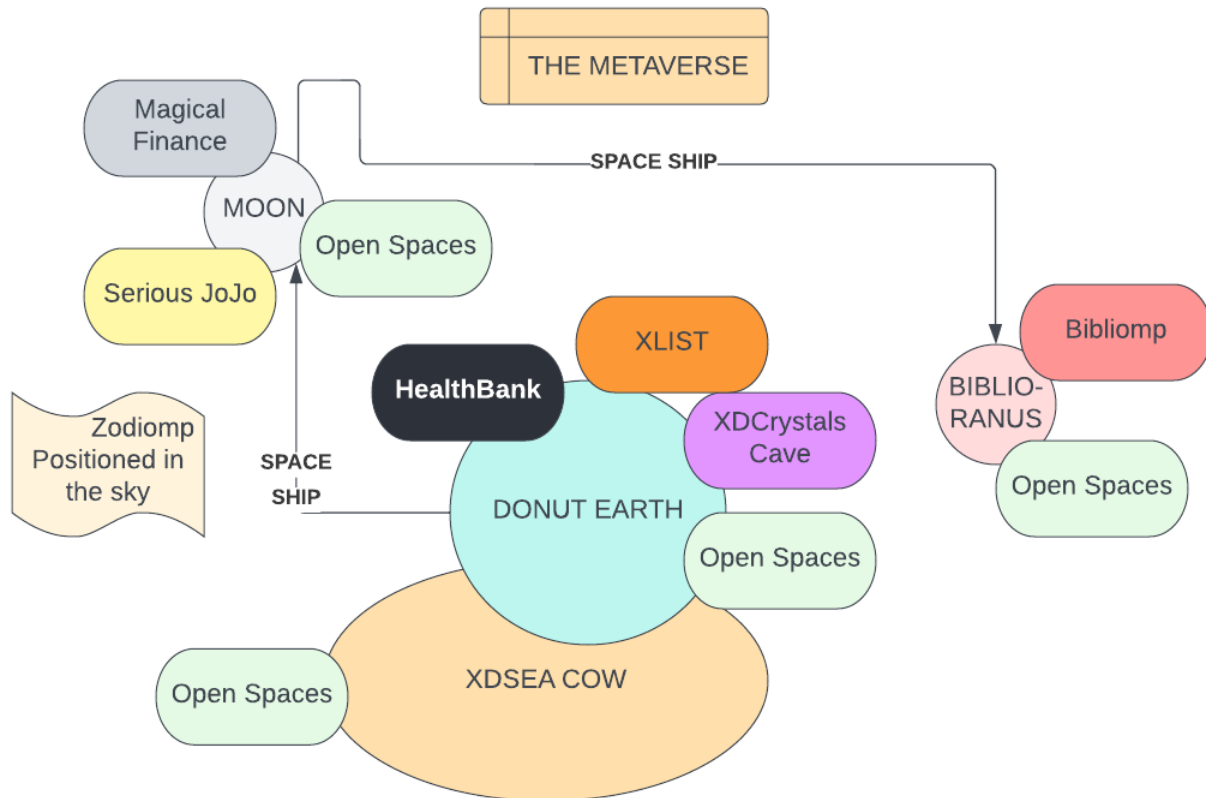 THE METAVERSE
Magical
Finance
MOON
Open Spaces
Serious JoJo
SPACE SHIP
XLIST
HealthBank
XDCrystals
Cave
DONUT EARTH
Open Spaces
Bibliomp
BIBLIO-
RANUS
Open Spaces
Zodiomp
Positioned in
the sky
SPACE
SHIP
XDSEA COW
Open Spaces